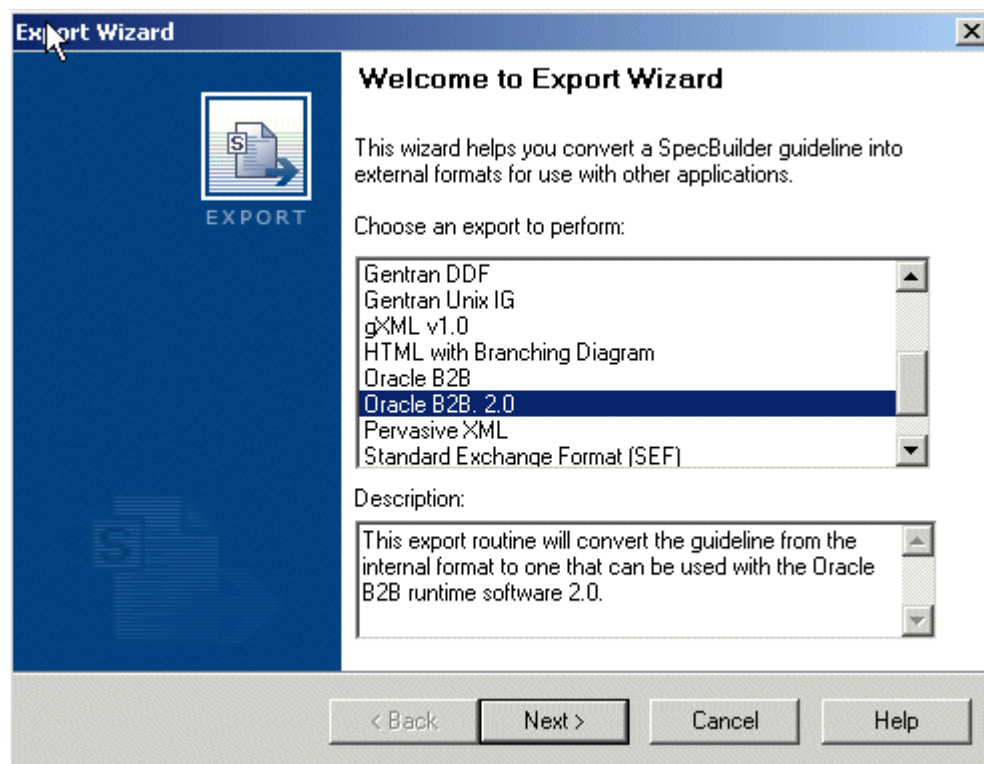 Export Wizard
Welcome to Export Wizard
This wizard helps you convert a SpecBuilder guideline into
external formats for use with other applications.
S
EXPORT
Choose an export to perform:
Gentran DDF
Gentran Unix IG
gXML v1.0
HTML with Branching Diagram
Oracle B2B
Oracle B2B. 2.0
Pervasive XML
Standard Exchange Format (SEF)
Description:
This export routine will convert the guideline from the
internal format to one that can be used with the Oracle
B2B runtime software 2.0.
S
< Back
Next >
Cancel
Help